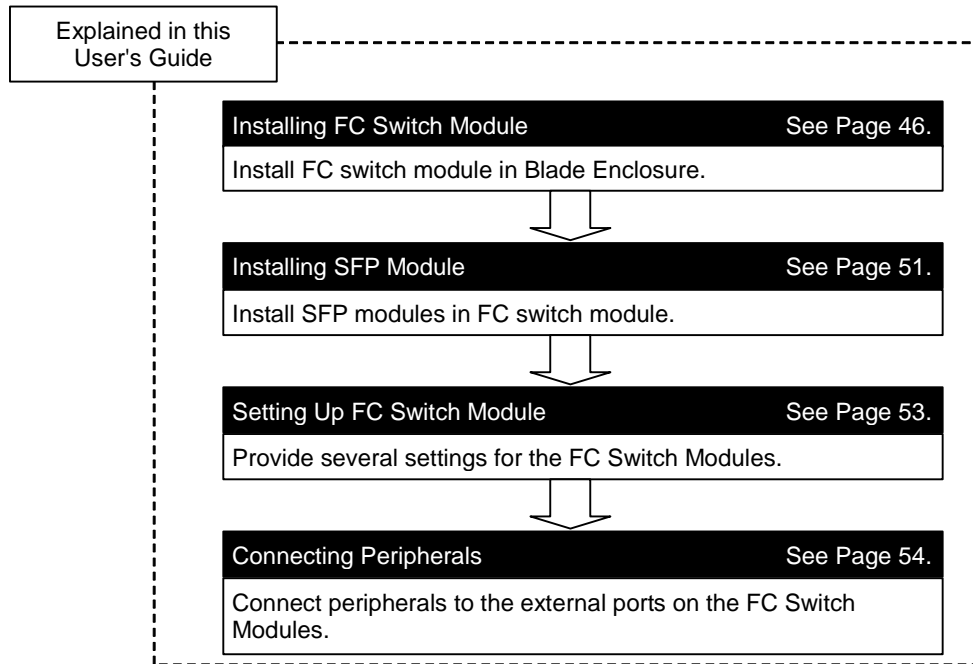 Explained in this
User's Guide
Installing FC Switch Module See Page 46.
Install FC switch module in Blade Enclosure.
Installing SFP Module See Page 51.
Install SFP modules in FC switch module.
Setting Up FC Switch Module See Page 53.
Provide several settings for the FC Switch Modules.
Connecting Peripherals See Page 54.
Connect peripherals to the external ports on the FC Switch
Modules.